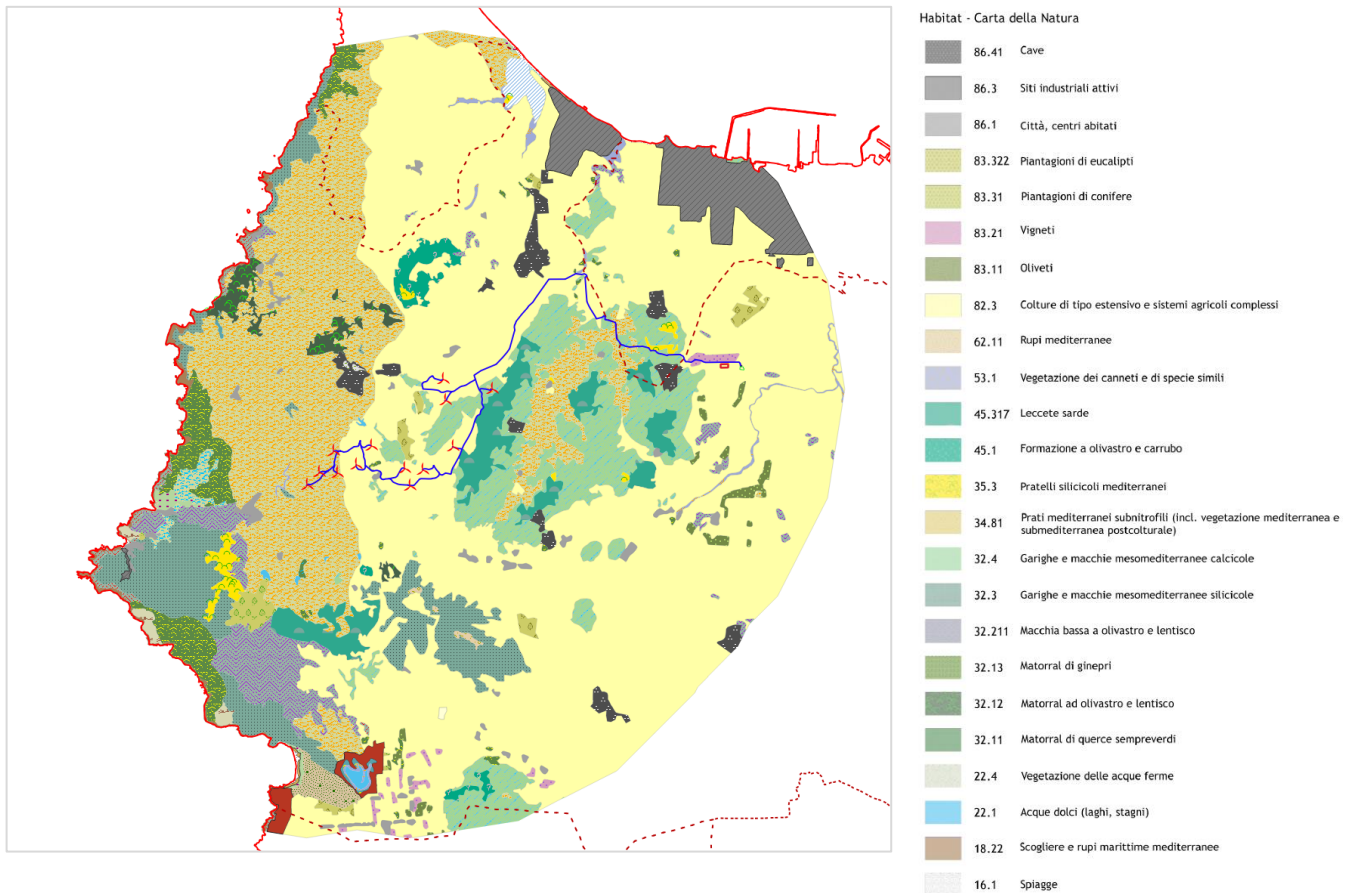 Habitat - Carta della Natura
86.41 Cave
86.3 Siti industriali attivi
86.1 Città, centri abitati
83.322 Piantagioni di eucalipti
83.31 Piantagioni di conifere
83.21 Vigneti
83.11 Oliveti
82.3 Colture di tipo estensivo e sistemi agricoli complessi
62.11 Rupi mediterranee
53.1 Vegetazione dei canneti e di specie simili
45.317 Leccete sarde
45.1 Formazione a olivastro e carrubo
35.3 Pratelli silicicoli mediterranei
34.81 Prati mediterranei subnitrofili (incl. vegetazione mediterranea e
submediterranea postcolturale)
32.4 Garighe e macchie mesomediterranee calcicole
32.3 Garighe e macchie mesomediterranee silicicole
32.211 Macchia bassa a olivastro e lentisco
32.13 Matorral di ginepri
32.12 Matorral ad olivastro e lentisco
32.11 Matorral di querce sempreverdi
22.4 Vegetazione delle acque ferme
22.1 Acque dolci (laghi, stagni)
18.22 Scogliere e rupi marittime mediterranee
16.1 Spiagge